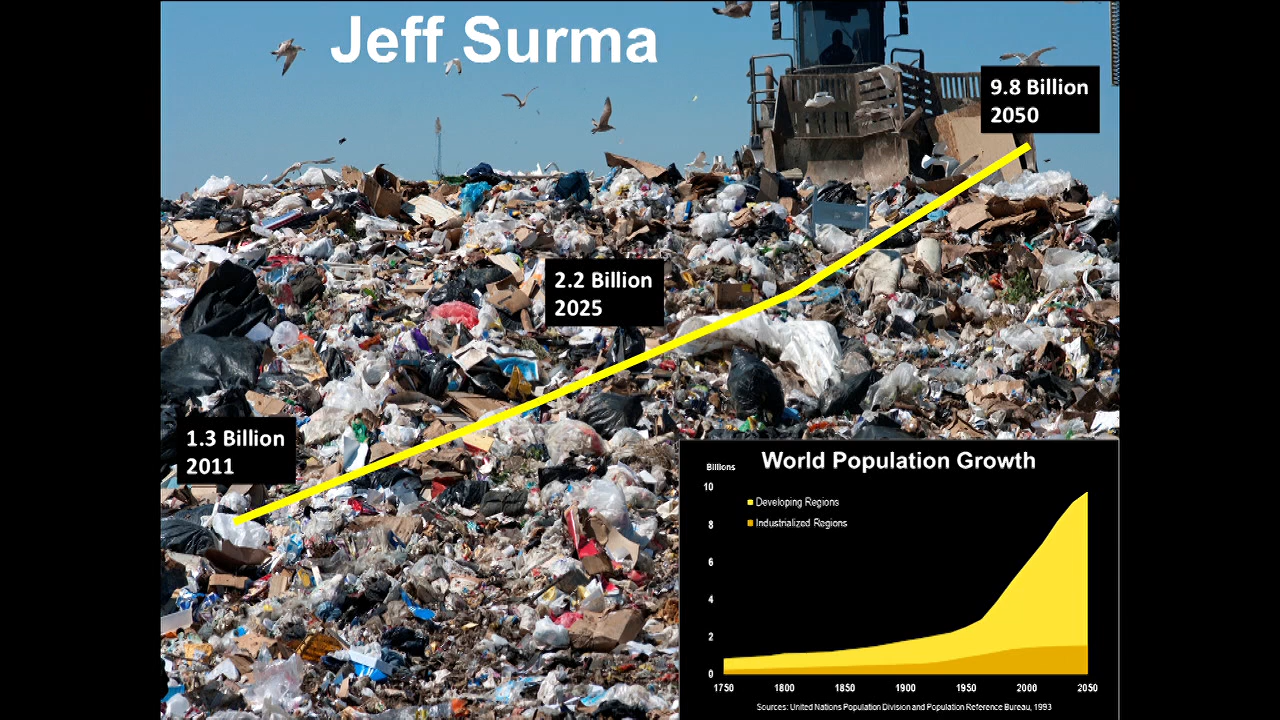 Jeff Surma
9.8 Billion
2050
2.2 Billion
2025
1.3 Billion
2011
World Population Growth
Billions
10
8
6
4
2
0
Developing Regions
Industrialized Regions
1750 1800 1850 1900 1950 2000 2050
Sources: United Nations Population Division and Population Reference Bureau, 1993